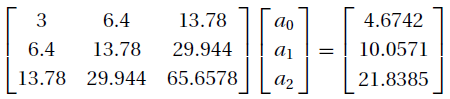 3 6.4 13.78 a₀ 4.6742
6.4 13.78 29.944 a₁ = 10.0571
13.78 29.944 65.6578 a₂ 21.8385